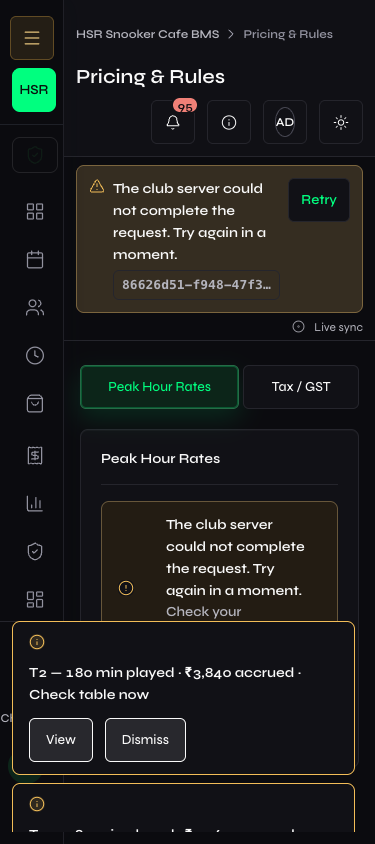 HSR Snooker Cafe BMS > Pricing & Rules
HSR
Pricing & Rules
95
AD
The club server could
not complete the
request. Try again in a
moment.
Retry
86626d51-f948-47f3…
Live sync
Peak Hour Rates
Tax / GST
Peak Hour Rates
The club server
could not complete
the request. Try
again in a moment.
Check your
T2 — 180 min played · ₹3,840 accrued ·
Check table now
View
Dismiss